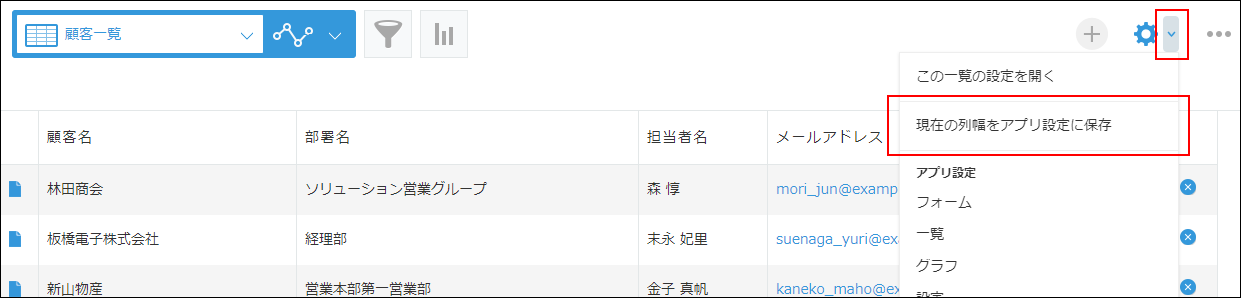 顧客一覧
この一覧の設定を開く
現在の列幅をアプリ設定に保存
アプリ設定
フォーム
一覧
グラフ
設定
顧客名 部署名 担当者名 メールアドレス
林田商会 ソリューション営業グループ 森 惇 mori_jun@examp
板橋電子株式会社 経理部 末永 妃里 suenaga_yuri@exa
新山物産 営業本部第一営業部 金子 真帆 kaneko_maho@ex